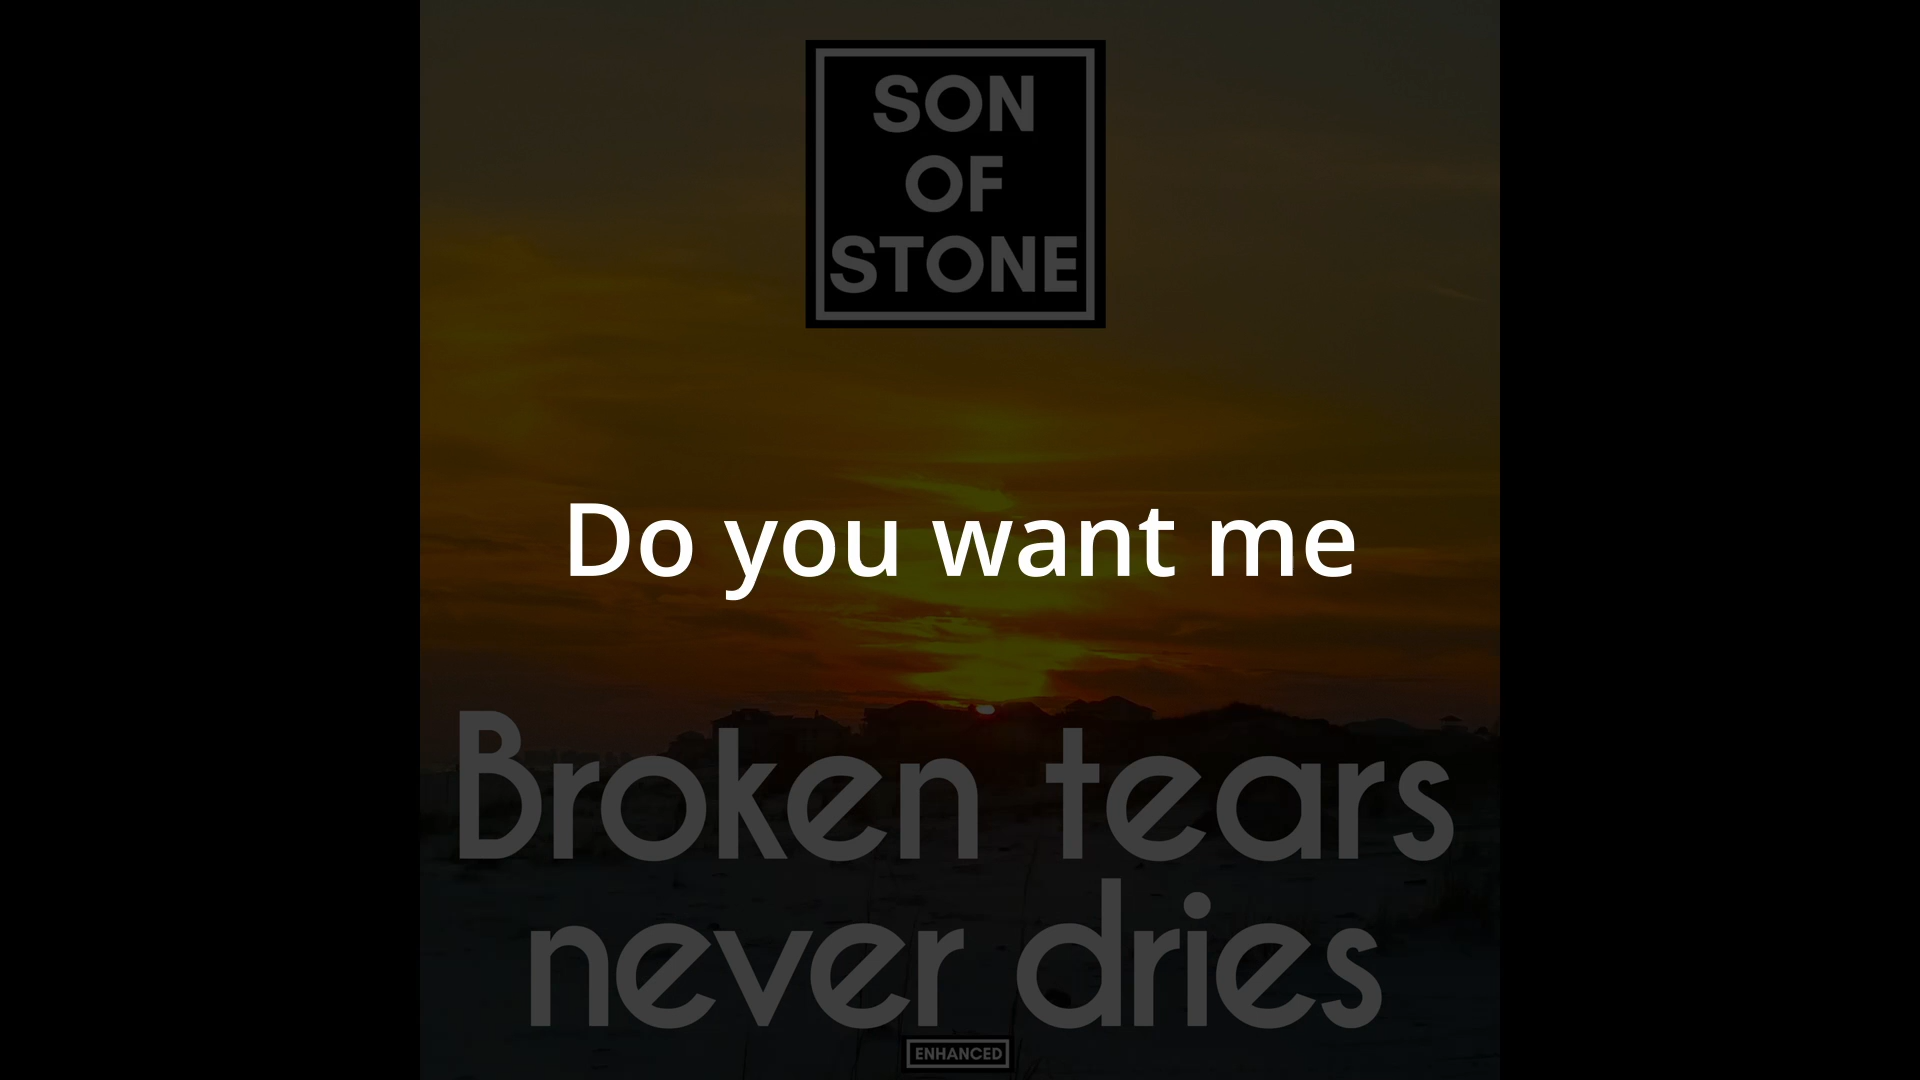 SON
OF
STONE
Do you want me
Broken tears
never dries
ENHANCED